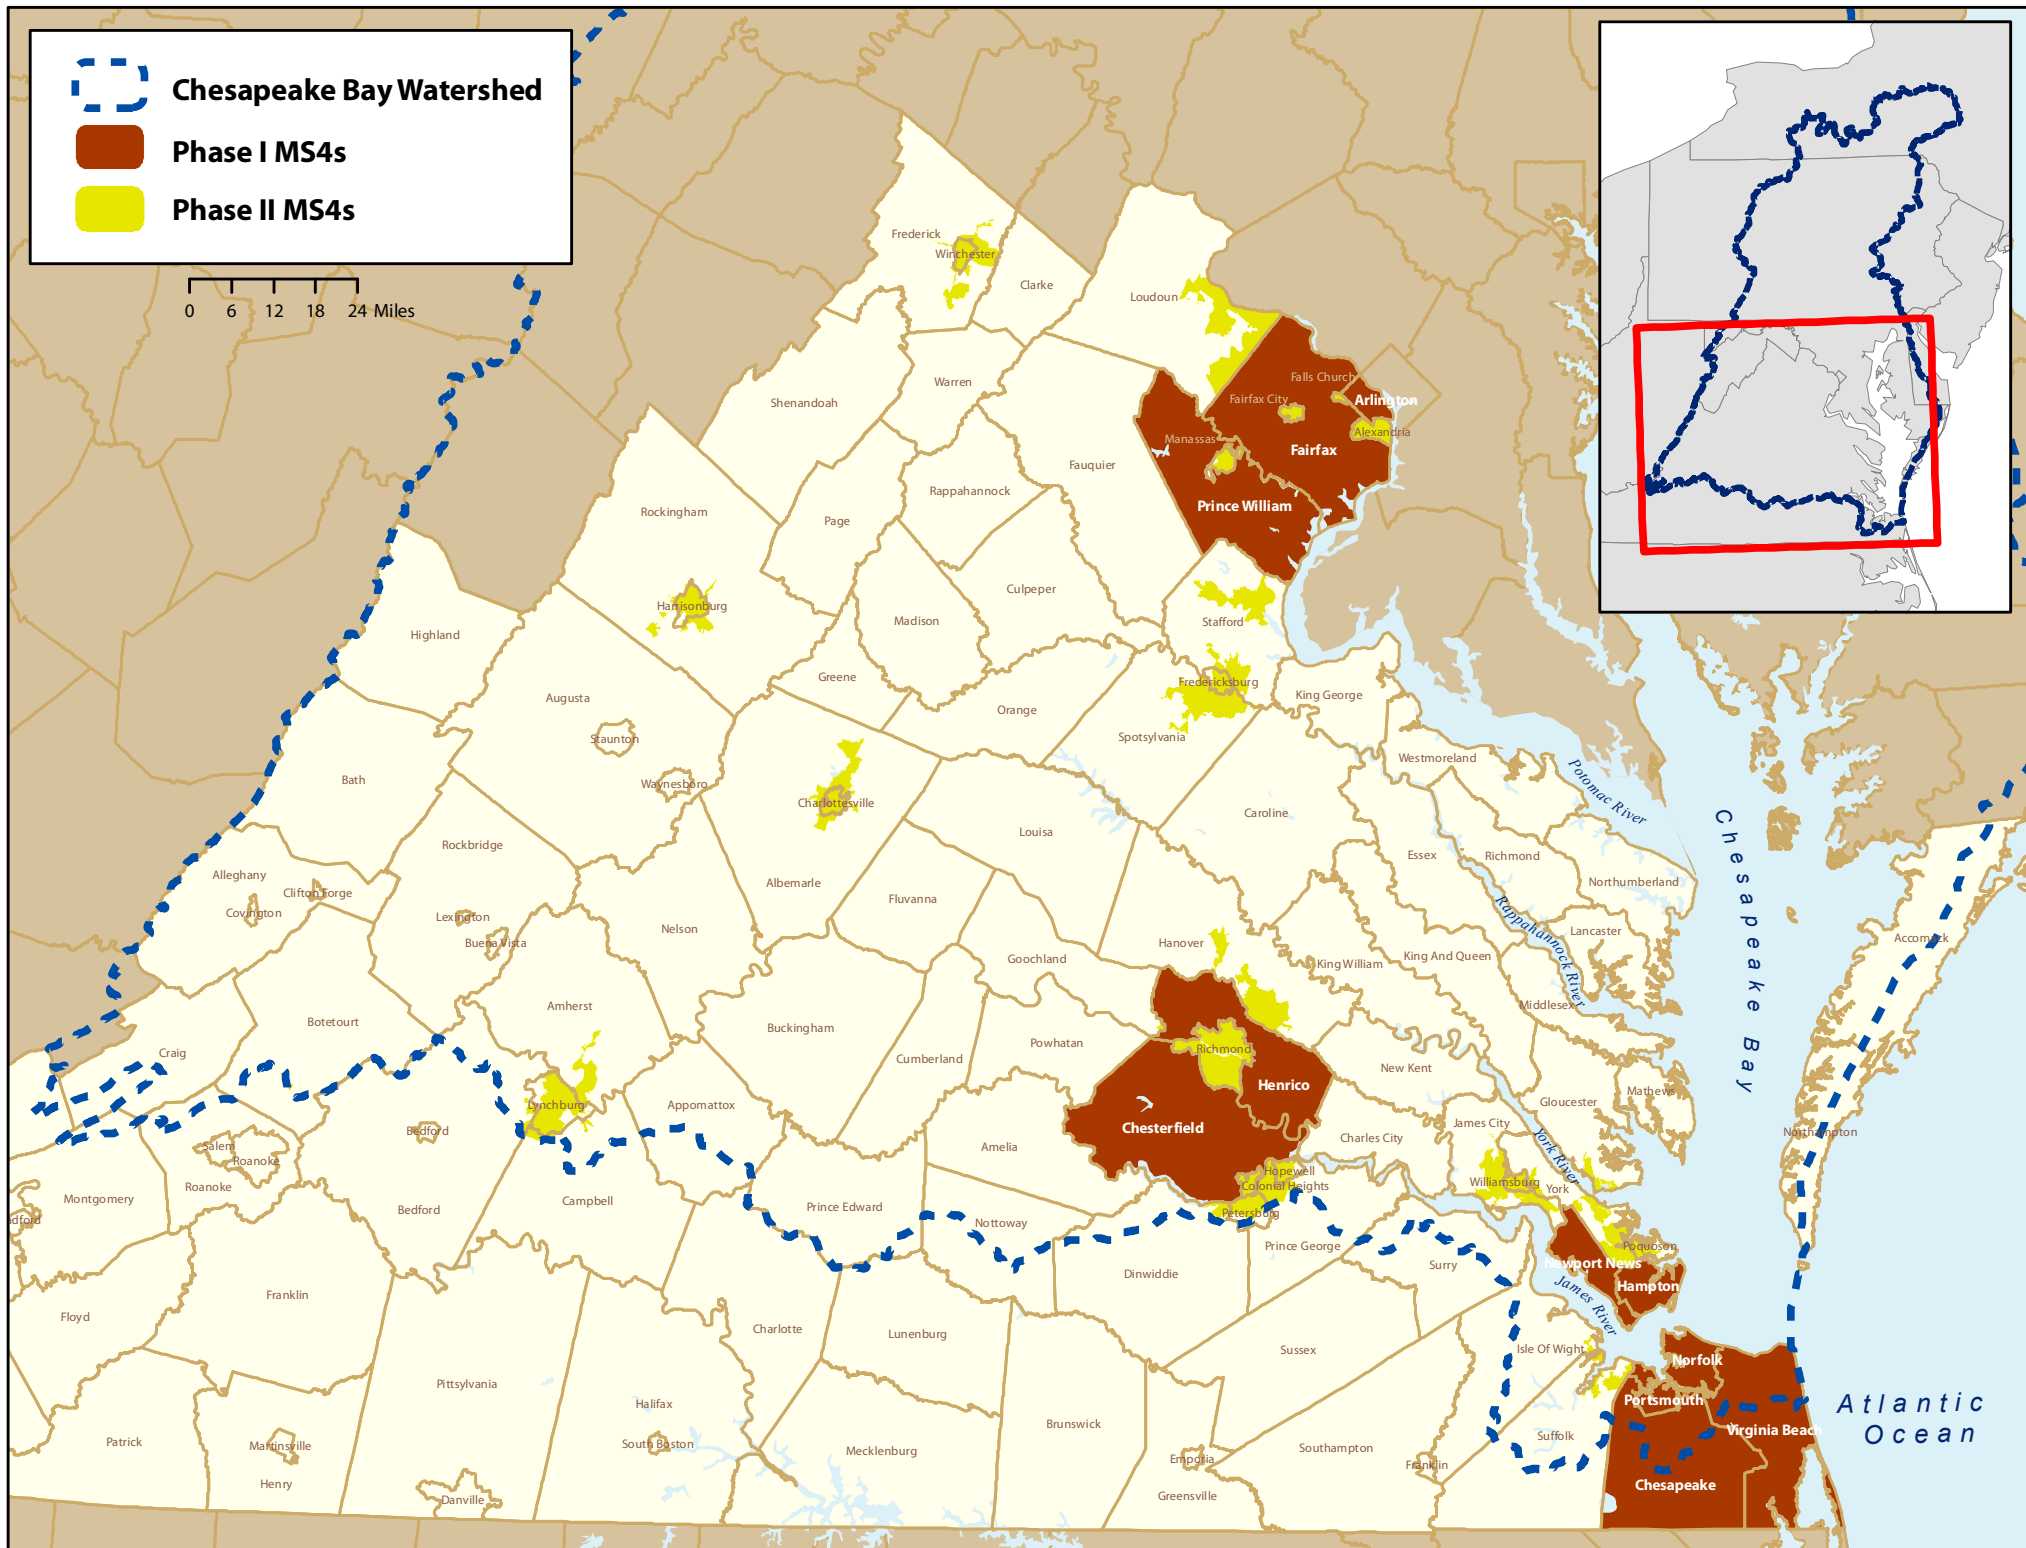 Chesapeake Bay Watershed
Phase I MS4s
Phase II MS4s
0 6 12 18 24 Miles
Frederick
Winchester
Clarke
Loudoun
Warren
Shenandoah
Falls Church
Fairfax City
Arlington
Alexandria
Manassas
Fairfax
Fauquier
Rappahannock
Prince William
Rockingham
Page
Culpeper
Harrisonburg
Madison
Stafford
Highland
Greene
Fredericksburg
King George
Augusta
Orange
Staunton
Spotsylvania
Westmoreland
Bath
Waynesboro
Charlottesville
Potomac River
Caroline
Louisa
Rockbridge
Essex
Richmond
Alleghany
Clifton Forge
Albemarle
Northumberland
Covington
Fluvanna
Lexington
Nelson
Buena Vista
Rappahannock River
Lancaster
Chesapeake Bay
Accomack
Hanover
Goochland
King William
King And Queen
Amherst
Middlesex
Botetourt
Buckingham
Powhatan
Richmond
Craig
Cumberland
New Kent
Henrico
Mathews
Lynchburg
Appomattox
Gloucester
Bedford
Chesterfield
James City
Charles City
Northampton
Salem
Roanoke
Amelia
York River
Hopewell
Roanoke
Colonial Heights
Williamsburg
York
Montgomery
Campbell
Bedford
Prince Edward
Petersburg
dford
Nottoway
Prince George
Poquoson
Dinwiddie
Surry
Newport News
Hampton
Franklin
James River
Floyd
Charlotte
Lunenburg
Sussex
Isle Of Wight
Norfolk
Pittsylvania
Halifax
Portsmouth
Atlantic
Ocean
Brunswick
Virginia Beach
Patrick
Martinsville
South Boston
Mecklenburg
Southampton
Suffolk
Emporia
Franklin
Henry
Chesapeake
Danville
Greensville